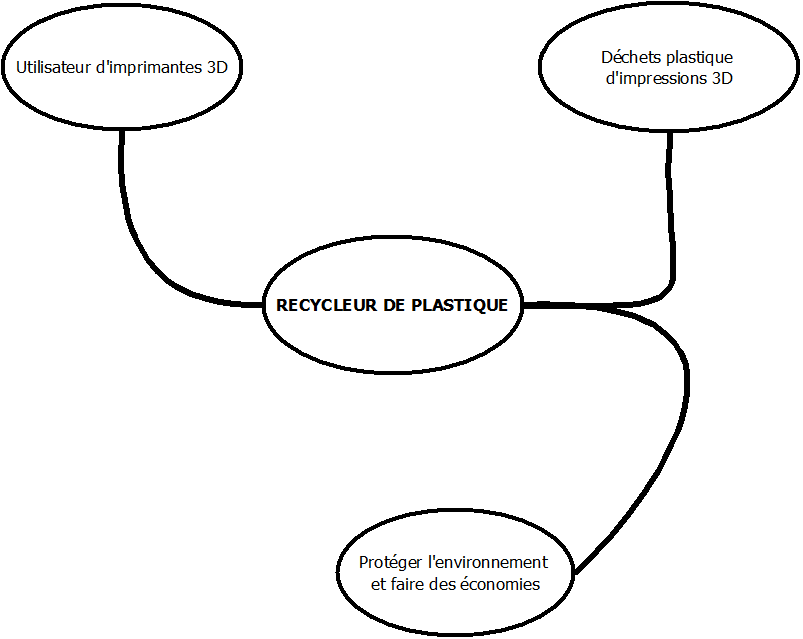 Utilisateur d'imprimantes 3D
Déchets plastique
d'impressions 3D
RECYCLEUR DE PLASTIQUE
Protéger l'environnement
et faire des économies